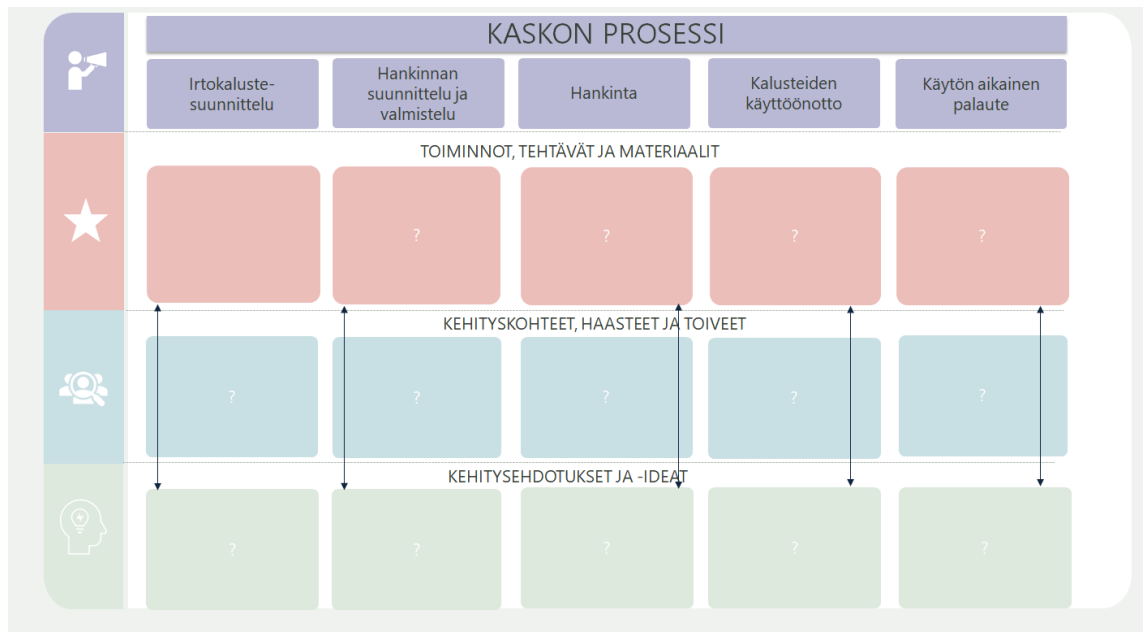 KASKON PROSESSI
Irtokaluste-
suunnittelu
Hankinnan
suunnittelu ja
valmistelu
Hankinta
Kalusteiden
käyttöönotto
Käytön aikainen
palaute
TOIMINNOT, TEHTÄVÄT JA MATERIAALIT
?
?
?
?
KEHITYSKOHTEET, HAASTEET JA TOIVEET
?
?
?
?
?
KEHITYSEHDOTUKSET JA -IDEAT
?
?
?
?
?